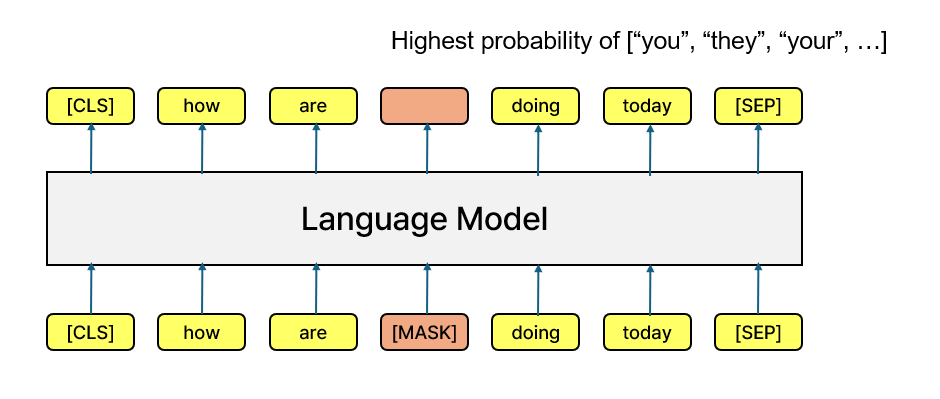 Highest probability of [“you”, “they”, “your”, …]
[CLS] how are doing today [SEP]
Language Model
[CLS] how are [MASK] doing today [SEP]